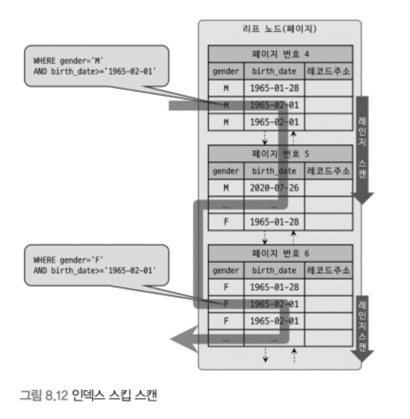 리프 노드(페이지)
WHERE gender='M'
AND birth_date>='1965-02-01'
페이지 번호 4
gender birth_date 레코드주소
M 1965-01-28
M 1965-02-01
M 1965-02-01
레인지 스캔
페이지 번호 5
gender birth_date 레코드주소
M 2020-07-26
... ...
F 1965-01-28
WHERE gender='F'
AND birth_date>='1965-02-01'
페이지 번호 6
gender birth_date 레코드주소
F 1965-01-28
F 1965-02-01
F 1965-02-01
... ...
레인지 스캔
그림 8.12 인덱스 스킵 스캔